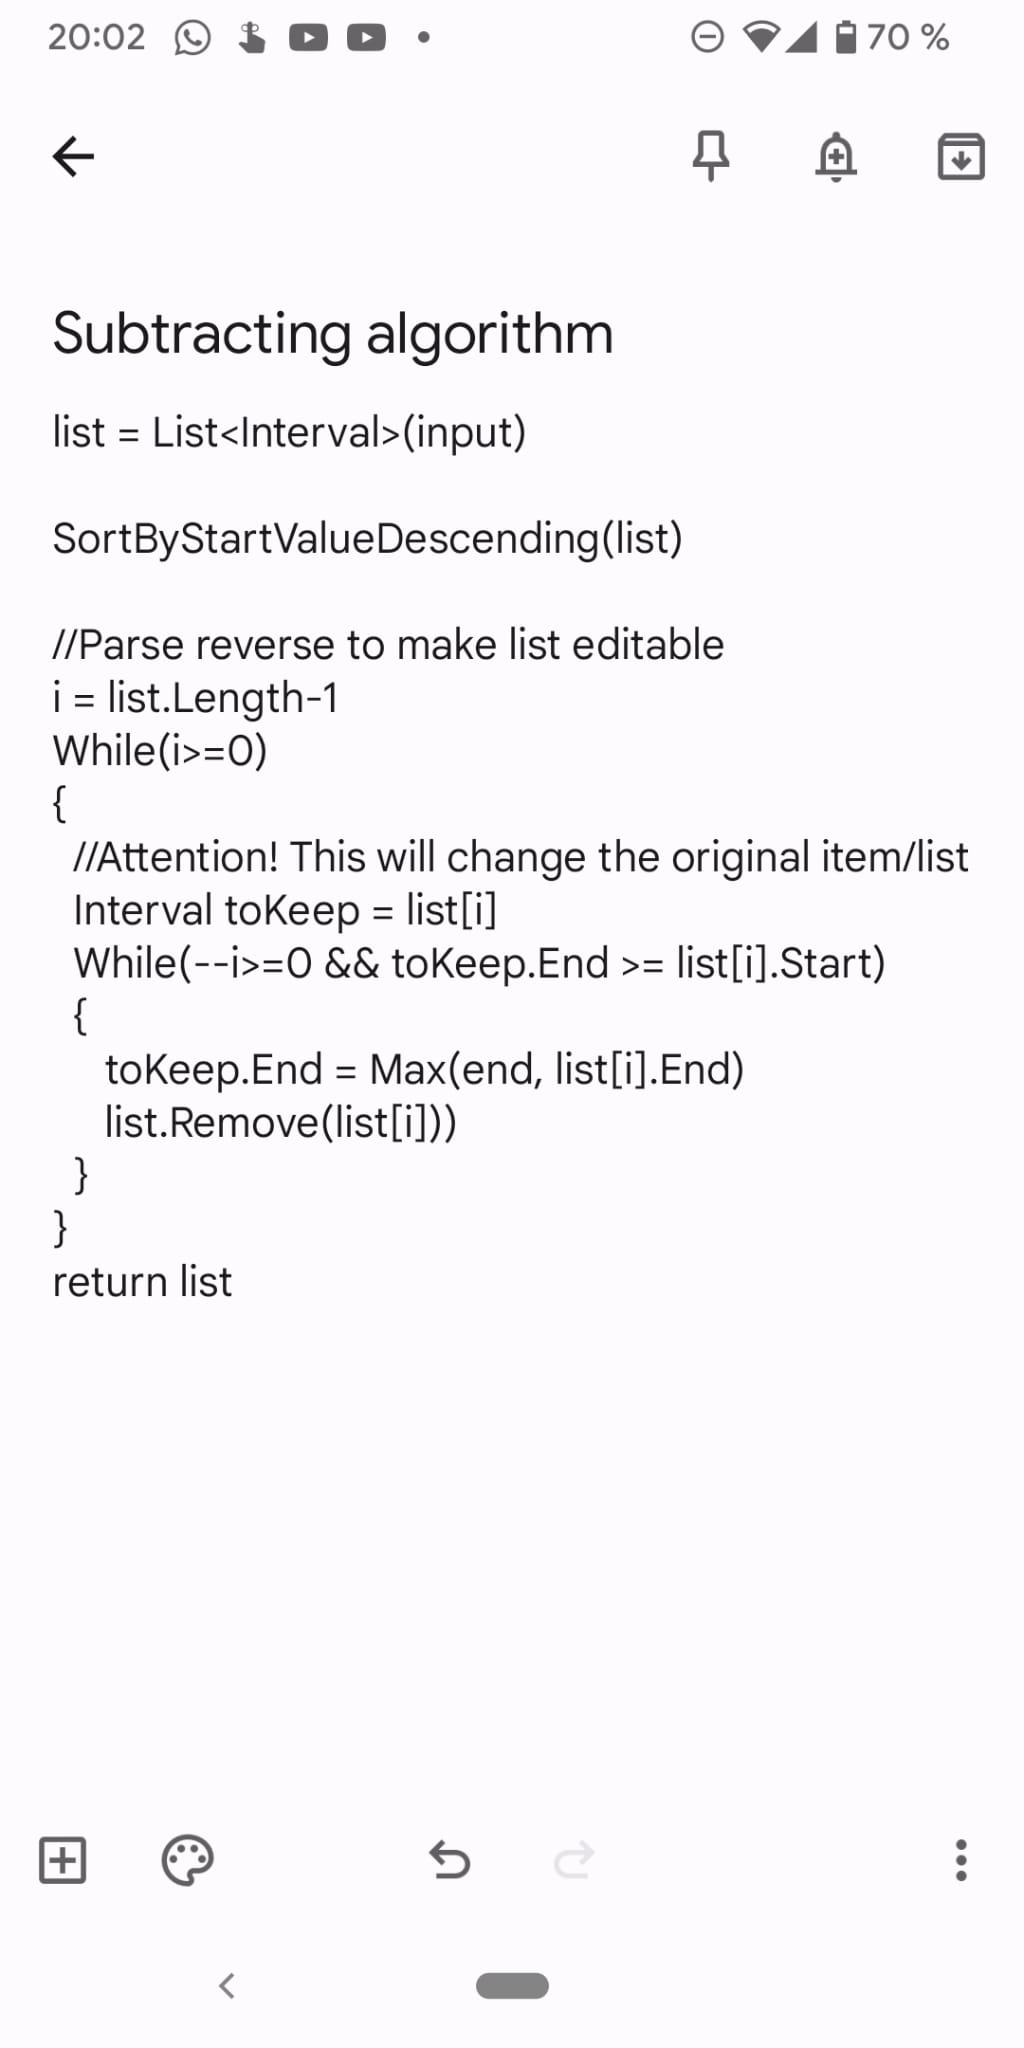 20:02 70 %
Subtracting algorithm
list = List<Interval>(input)
SortByStartValueDescending(list)
//Parse reverse to make list editable
i = list.Length-1
While(i>=0)
{
//Attention! This will change the original item/list
Interval toKeep = list[i]
While(--i>=0 && toKeep.End >= list[i].Start)
{
toKeep.End = Max(end, list[i].End)
list.Remove(list[i]))
}
}
return list